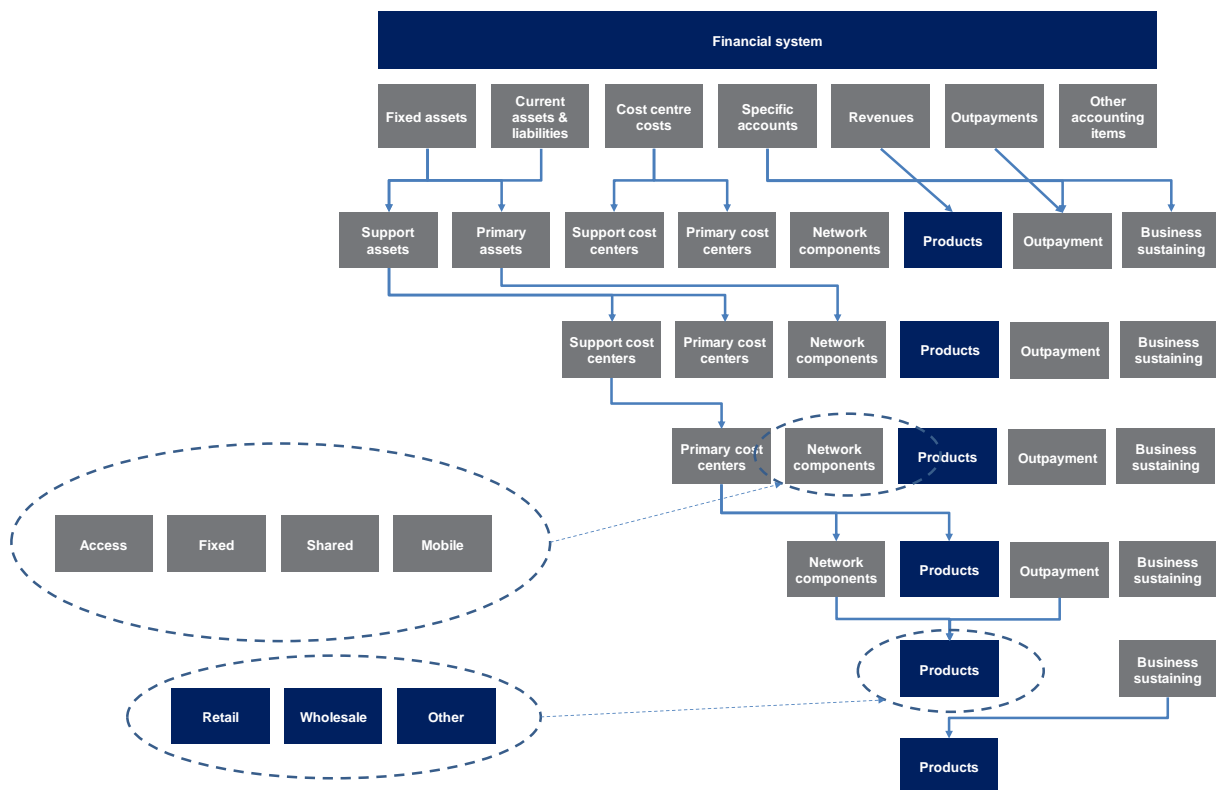 Financial system
Fixed assets
Current
assets &
liabilities
Cost centre
costs
Specific
accounts
Revenues
Outpayments
Other
accounting
items
Support
assets
Primary
assets
Support cost
centers
Primary cost
centers
Network
components
Products
Outpayment
Business
sustaining
Support cost
centers
Primary cost
centers
Network
components
Products
Outpayment
Business
sustaining
Primary cost
centers
Network
components
Products
Outpayment
Business
sustaining
Access
Fixed
Shared
Mobile
Network
components
Products
Outpayment
Business
sustaining
Products
Business
sustaining
Retail
Wholesale
Other
Products